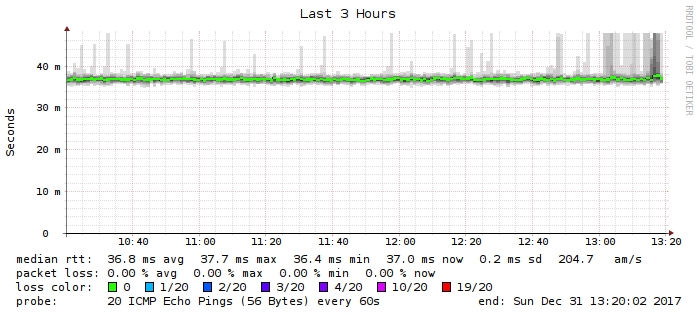 Last 3 Hours
RRDTOOL / TOBI OETIKER
Seconds
40 m
30 m
20 m
10 m
0
10:40 11:00 11:20 11:40 12:00 12:20 12:40 13:00 13:20
median rtt: 36.8 ms avg 37.7 ms max 36.4 ms min 37.0 ms now 0.2 ms sd 204.7 am/s
packet loss: 0.00 % avg 0.00 % max 0.00 % min 0.00 % now
loss color: 0 1/20 2/20 3/20 4/20 10/20 19/20
probe: 20 ICMP Echo Pings (56 Bytes) every 60s end: Sun Dec 31 13:20:02 2017